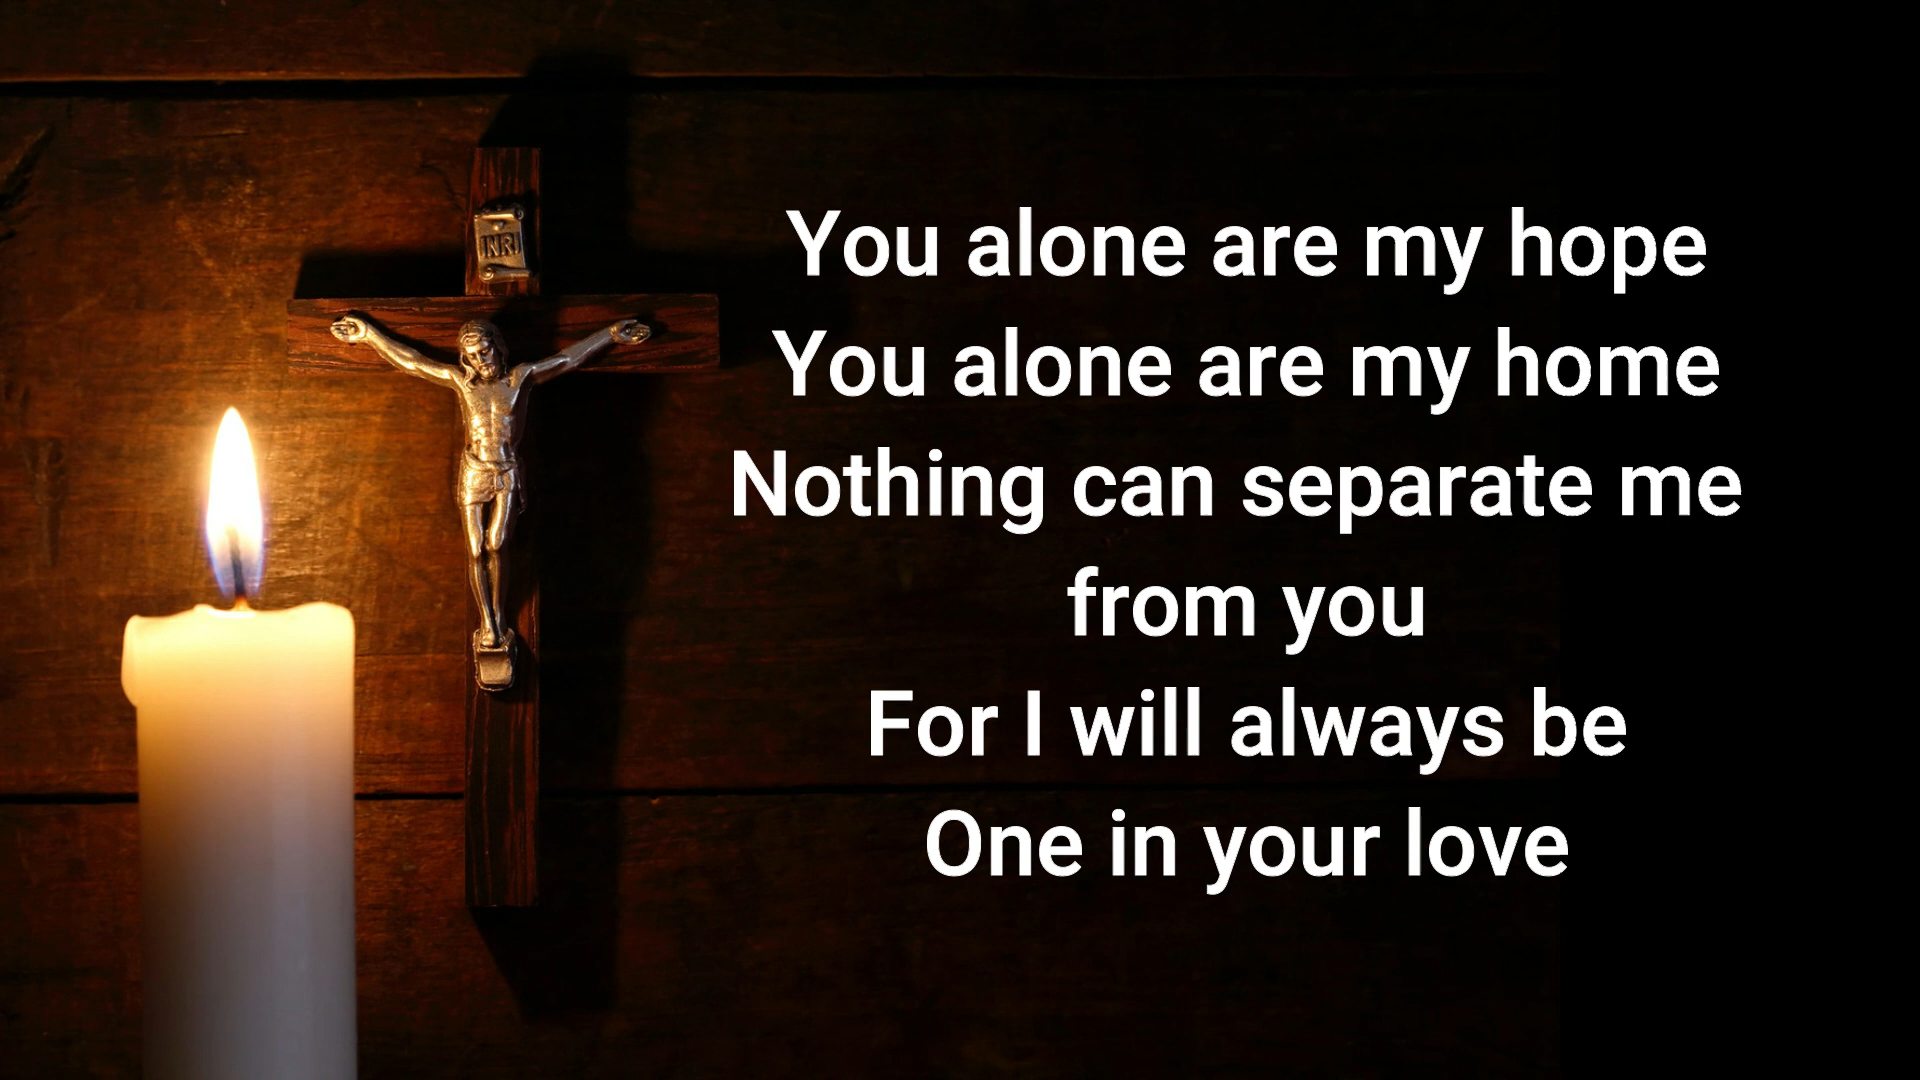 INRI
You alone are my hope
You alone are my home
Nothing can separate me
from you
For I will always be
One in your love